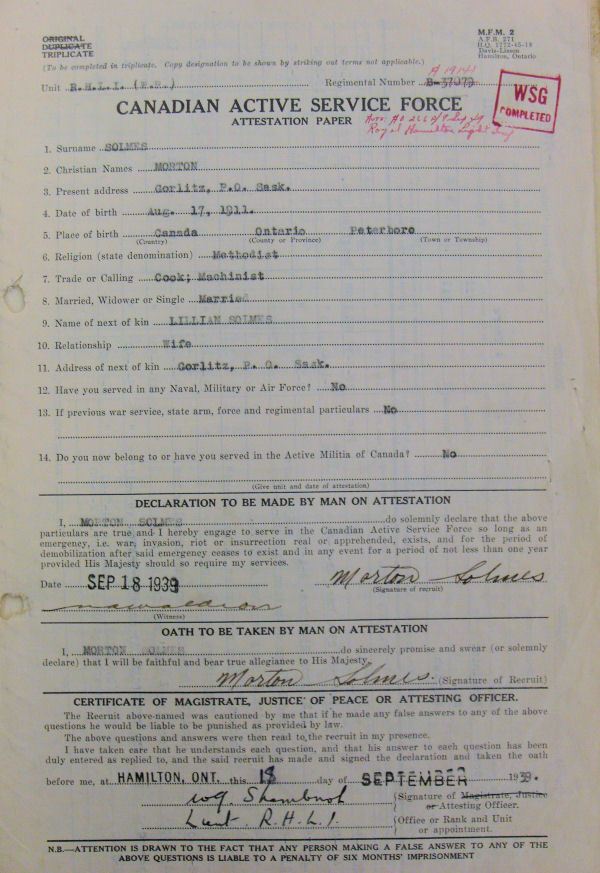 ORIGINAL
DUPLICATE
TRIPLICATE
M.F.M. 2
A.F.B. 271
H.Q. 1772-45-18
Davis-Lisson
Hamilton, Ontario
(To be completed in triplicate. Copy designation to be shown by striking out terms not applicable.)
Unit R.H.L.I. (F.F.) Regimental Number B-37079
WSG
COMPLETED
CANADIAN ACTIVE SERVICE FORCE
ATTESTATION PAPER
Royal Hamilton Light Inf
1. Surname SOLMES
2. Christian Names MORTON
3. Present address Gorlitz, P.O. Sask.
4. Date of birth Aug. 17, 1911.
5. Place of birth Canada Ontario Peterboro
(Country) (County or Province) (Town or Township)
6. Religion (state denomination) Methodist
7. Trade or Calling Cook; Machinist
8. Married, Widower or Single Married
9. Name of next of kin LILLIAN SOLMES
10. Relationship Wife
11. Address of next of kin Gorlitz, P. O. Sask.
12. Have you served in any Naval, Military or Air Force? No
13. If previous war service, state arm, force and regimental particulars No
14. Do you now belong to or have you served in the Active Militia of Canada? No
(Give unit and date of attestation)
DECLARATION TO BE MADE BY MAN ON ATTESTATION
I, MORTON SOLMES do solemnly declare that the above
particulars are true and I hereby engage to serve in the Canadian Active Service Force so long as an
emergency, i.e. war, invasion, riot or insurrection real or apprehended, exists, and for the period of
demobilization after said emergency ceases to exist and in any event for a period of not less than one year
provided His Majesty should so require my services.
Date SEP 18 1939 Morton Solmes
(Signature of recruit)
(Witness)
OATH TO BE TAKEN BY MAN ON ATTESTATION
I, MORTON SOLMES do sincerely promise and swear (or solemnly
declare) that I will be faithful and bear true allegiance to His Majesty.
Morton Solmes. (Signature of Recruit)
CERTIFICATE OF MAGISTRATE, JUSTICE OF PEACE OR ATTESTING OFFICER.
The Recruit above-named was cautioned by me that if he made any false answers to any of the above
questions he would be liable to be punished as provided by law.
The above questions and answers were then read to the recruit in my presence.
I have taken care that he understands each question, and that his answer to each question has been
duly entered as replied to, and the said recruit has made and signed the declaration and taken the oath
before me, at HAMILTON, ONT. this 18 day of SEPTEMBER 1939.
(Signature of Magistrate, Justice
or Attesting Officer.
Lieut. R.H.L.I. (Office or Rank and Unit
or appointment.
N.B.—ATTENTION IS DRAWN TO THE FACT THAT ANY PERSON MAKING A FALSE ANSWER TO ANY OF THE
ABOVE QUESTIONS IS LIABLE TO A PENALTY OF SIX MONTHS' IMPRISONMENT